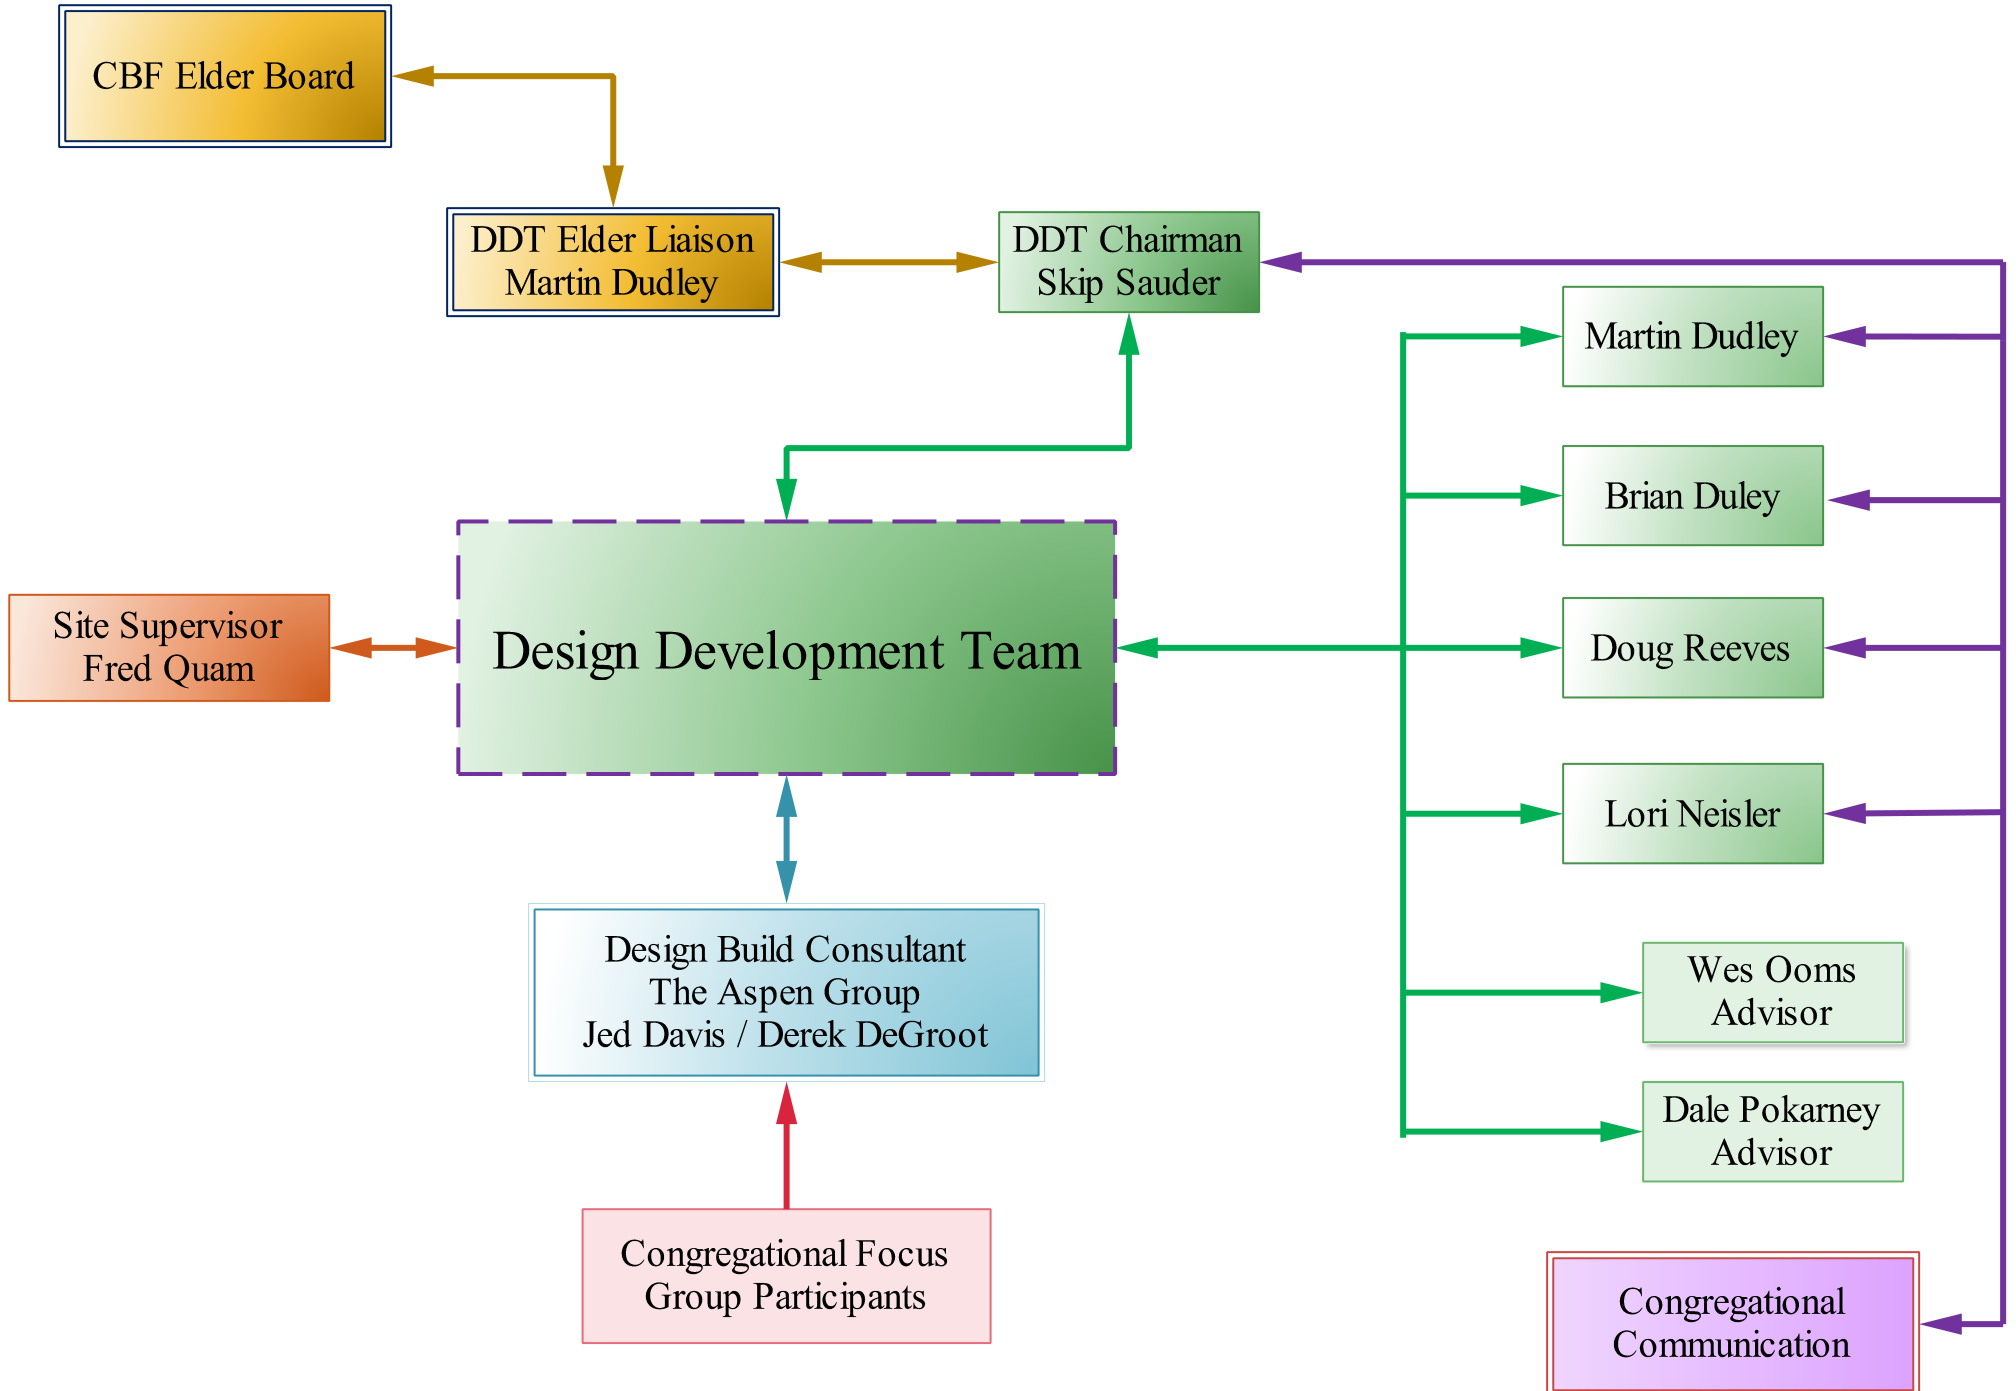 CBF Elder Board
DDT Elder Liaison
Martin Dudley
DDT Chairman
Skip Sauder
Martin Dudley
Brian Duley
Doug Reeves
Lori Neisler
Wes Ooms
Advisor
Dale Pokarney
Advisor
Site Supervisor
Fred Quam
Design Development Team
Design Build Consultant
The Aspen Group
Jed Davis / Derek DeGroot
Congregational Focus
Group Participants
Congregational
Communication